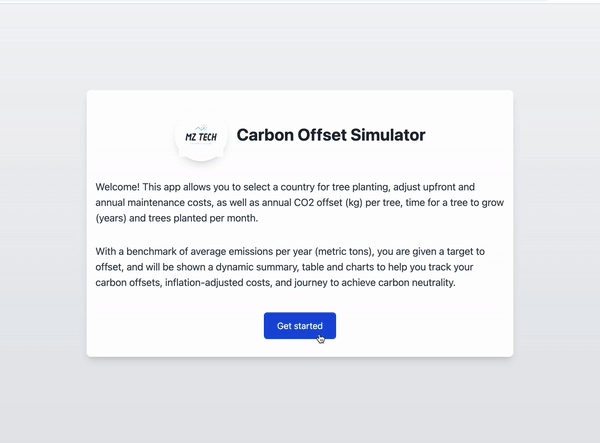 MZ TECH
Carbon Offset Simulator
Welcome! This app allows you to select a country for tree planting, adjust upfront and
annual maintenance costs, as well as annual CO2 offset (kg) per tree, time for a tree to grow
(years) and trees planted per month.
With a benchmark of average emissions per year (metric tons), you are given a target to
offset, and will be shown a dynamic summary, table and charts to help you track your
carbon offsets, inflation-adjusted costs, and journey to achieve carbon neutrality.
Get started